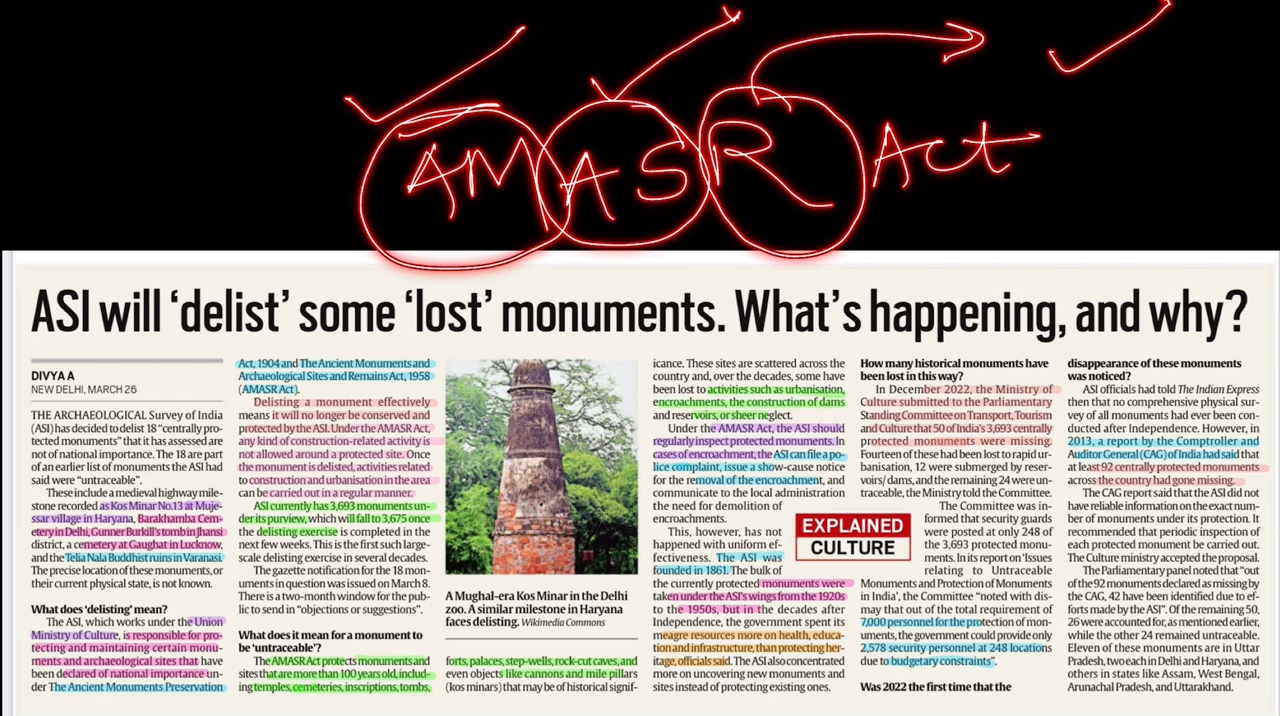 AMASR Act
ASI will ‘delist’ some ‘lost’ monuments. What’s happening, and why?
DIVYA A
NEW DELHI, MARCH 26
THE ARCHAEOLOGICAL Survey of India
(ASI) has decided to delist 18 “centrally pro-
tected monuments” that it has assessed are
not of national importance. The 18 are part
of an earlier list of monuments the ASI had
said were “untraceable”.
These include a medieval highway mile-
stone recorded as Kos Minar No.13 at Muje-
ssar village in Haryana, Barakhamba Cem-
etery in Delhi, Gunner Burkill’s tomb in Jhansi
district, a cemetery at Gaughat in Lucknow,
and the Telia Nala Buddhist ruins in Varanasi.
The precise location of these monuments, or
their current physical state, is not known.
What does ‘delisting’ mean?
The ASI, which works under the Union
Ministry of Culture, is responsible for pro-
tecting and maintaining certain monu-
ments and archaeological sites that have
been declared of national importance un-
der The Ancient Monuments Preservation
Act, 1904 and The Ancient Monuments and
Archaeological Sites and Remains Act, 1958
(AMASR Act).
Delisting a monument effectively
means it will no longer be conserved and
protected by the ASI. Under the AMASR Act,
any kind of construction-related activity is
not allowed around a protected site. Once
the monument is delisted, activities related
to construction and urbanisation in the area
can be carried out in a regular manner.
ASI currently has 3,693 monuments un-
der its purview, which will fall to 3,675 once
the delisting exercise is completed in the
next few weeks. This is the first such large-
scale delisting exercise in several decades.
The gazette notification for the 18 mon-
uments in question was issued on March 8.
There is a two-month window for the pub-
lic to send in “objections or suggestions”.
What does it mean for a monument to
be ‘untraceable’?
The AMASR Act protects monuments and
sites that are more than 100 years old, includ-
ing temples, cemeteries, inscriptions, tombs,
A Mughal-era Kos Minar in the Delhi
zoo. A similar milestone in Haryana
faces delisting. Wikimedia Commons
forts, palaces, step-wells, rock-cut caves, and
even objects like cannons and mile pillars
(kos minars) that may be of historical signif-
icance. These sites are scattered across the
country and, over the decades, some have
been lost to activities such as urbanisation,
encroachments, the construction of dams
and reservoirs, or sheer neglect.
Under the AMASR Act, the ASI should
regularly inspect protected monuments. In
cases of encroachment, the ASI can file a po-
lice complaint, issue a show-cause notice
for the removal of the encroachment, and
communicate to the local administration
the need for demolition of
encroachments.
This, however, has not
happened with uniform ef-
fectiveness. The ASI was
founded in 1861. The bulk of
the currently protected monuments were
taken under the ASI’s wings from the 1920s
to the 1950s, but in the decades after
Independence, the government spent its
meagre resources more on health, educa-
tion and infrastructure, than protecting her-
itage, officials said. The ASI also concentrated
more on uncovering new monuments and
sites instead of protecting existing ones.
EXPLAINED
CULTURE
How many historical monuments have
been lost in this way?
In December 2022, the Ministry of
Culture submitted to the Parliamentary
Standing Committee on Transport, Tourism
and Culture that 50 of India’s 3,693 centrally
protected monuments were missing.
Fourteen of these had been lost to rapid ur-
banisation, 12 were submerged by reser-
voirs/ dams, and the remaining 24 were un-
traceable, the Ministry told the Committee.
The Committee was in-
formed that security guards
were posted at only 248 of
the 3,693 protected monu-
ments. In its report on ‘Issues
relating to Untraceable
Monuments and Protection of Monuments
in India’, the Committee “noted with dis-
may that out of the total requirement of
7,000 personnel for the protection of mon-
uments, the government could provide only
2,578 security personnel at 248 locations
due to budgetary constraints”.
Was 2022 the first time that the
disappearance of these monuments
was noticed?
ASI officials had told The Indian Express
then that no comprehensive physical sur-
vey of all monuments had ever been con-
ducted after Independence. However, in
2013, a report by the Comptroller and
Auditor General (CAG) of India had said that
at least 92 centrally protected monuments
across the country had gone missing.
The CAG report said that the ASI did not
have reliable information on the exact num-
ber of monuments under its protection. It
recommended that periodic inspection of
each protected monument be carried out.
The Culture ministry accepted the proposal.
The Parliamentary panel noted that “out
of the 92 monuments declared as missing by
the CAG, 42 have been identified due to ef-
forts made by the ASI”. Of the remaining 50,
26 were accounted for, as mentioned earlier,
while the other 24 remained untraceable.
Eleven of these monuments are in Uttar
Pradesh, two each in Delhi and Haryana, and
others in states like Assam, West Bengal,
Arunachal Pradesh, and Uttarakhand.